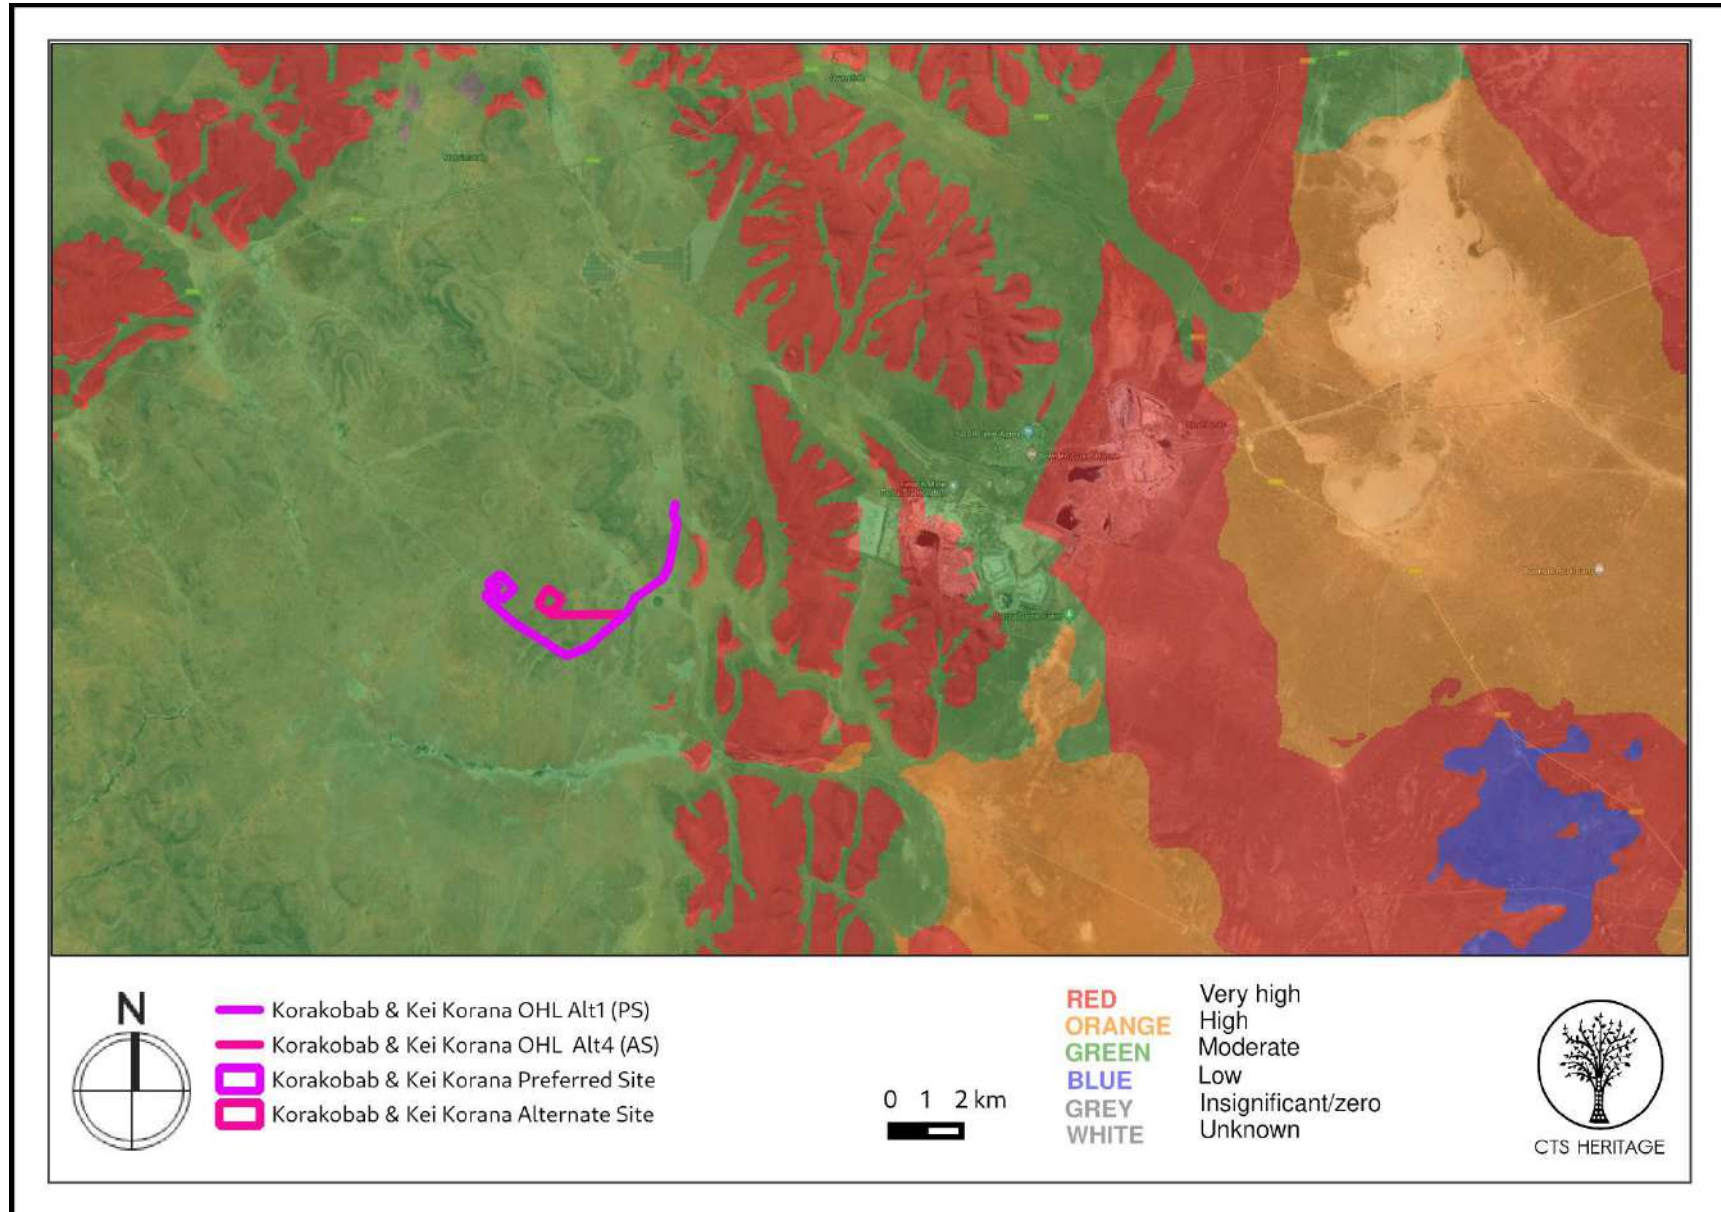 N
Korakobab & Kei Korana OHL Alt1 (PS)
Korakobab & Kei Korana OHL Alt4 (AS)
Korakobab & Kei Korana Preferred Site
Korakobab & Kei Korana Alternate Site
0 1 2 km
RED Very high
ORANGE High
GREEN Moderate
BLUE Low
GREY Insignificant/zero
WHITE Unknown
CTS HERITAGE